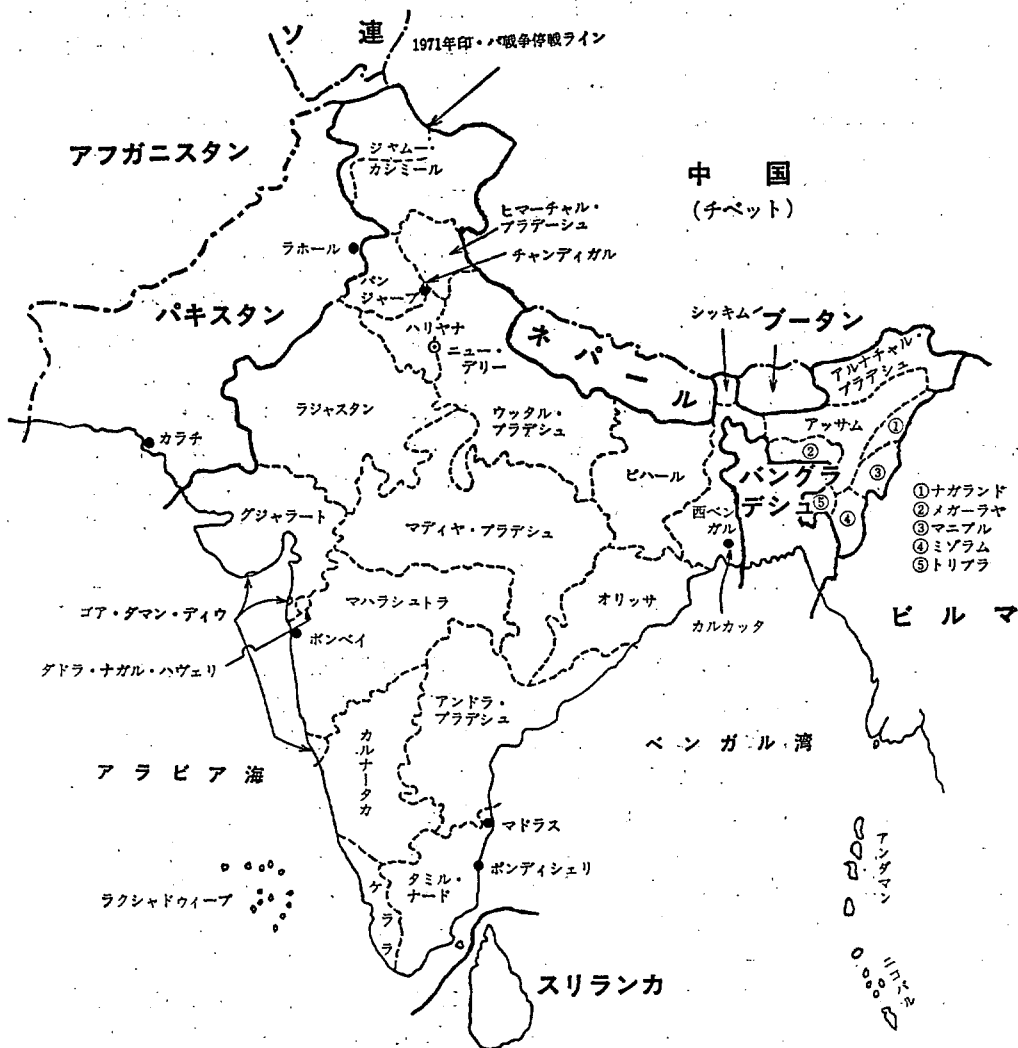 ソ連
1971年印・パ戦争停戦ライン
アフガニスタン
ジャムー・
カシミール
中国
(チベット)
ヒマーチャル・
プラデーシュ
ラホール
チャンディガル
パン
ジャーブ
パキスタン
ハリヤナ
ニュー・
デリー
ネパール
シッキム
ブータン
アルナチャル・
プラデシュ
ラジャスタン
ウッタル・
プラデシュ
アッサム
①
カラチ
ビハール
②
③
バングラ
デシュ
⑤
④
①ナガランド
②メガーラヤ
③マニプル
④ミゾラム
⑤トリプラ
グジャラート
マディヤ・プラデシュ
西ベン
ガル
ゴア・ダマン・ディウ
マハラシュトラ
オリッサ
カルカッタ
ビルマ
ボンベイ
ダドラ・ナガル・ハヴェリ
アンドラ・
プラデシュ
カルナータカ
ベンガル湾
アラビア海
マドラス
アンダマン
ポンディシェリ
タミル・
ナード
ケララ
ラクシャドウィープ
ニコバル
スリランカ